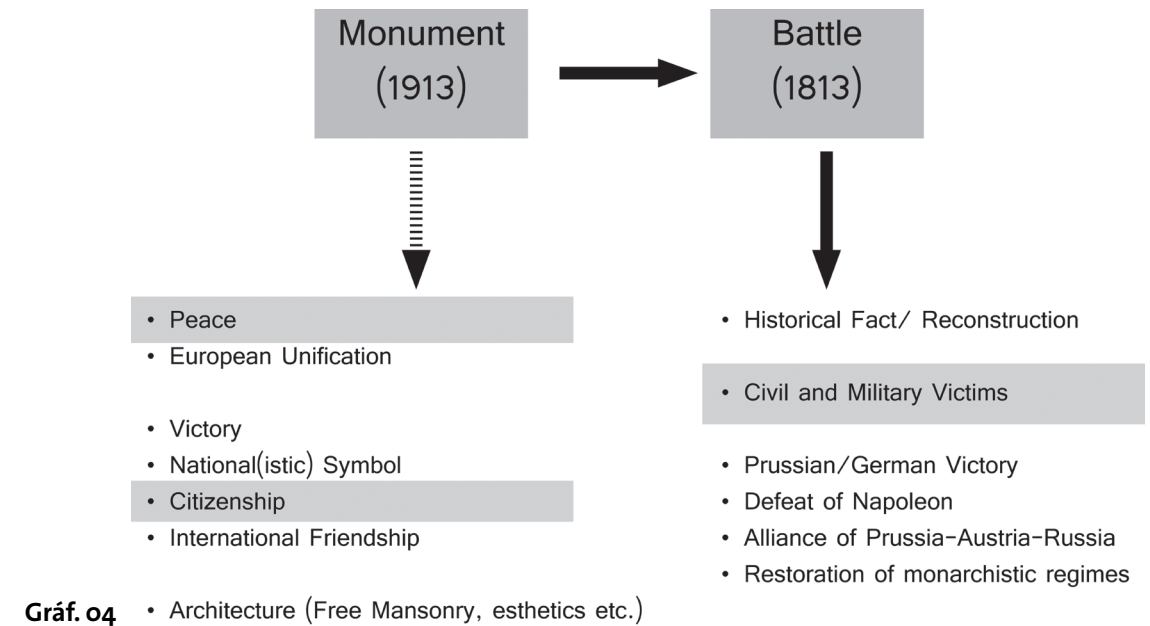 Monument
(1913)
Battle
(1813)
• Peace
• European Unification
• Victory
• National(istic) Symbol
• Citizenship
• International Friendship
• Architecture (Free Mansonry, esthetics etc.)
• Historical Fact/ Reconstruction
• Civil and Military Victims
• Prussian/German Victory
• Defeat of Napoleon
• Alliance of Prussia-Austria-Russia
• Restoration of monarchistic regimes
Gráf. 04